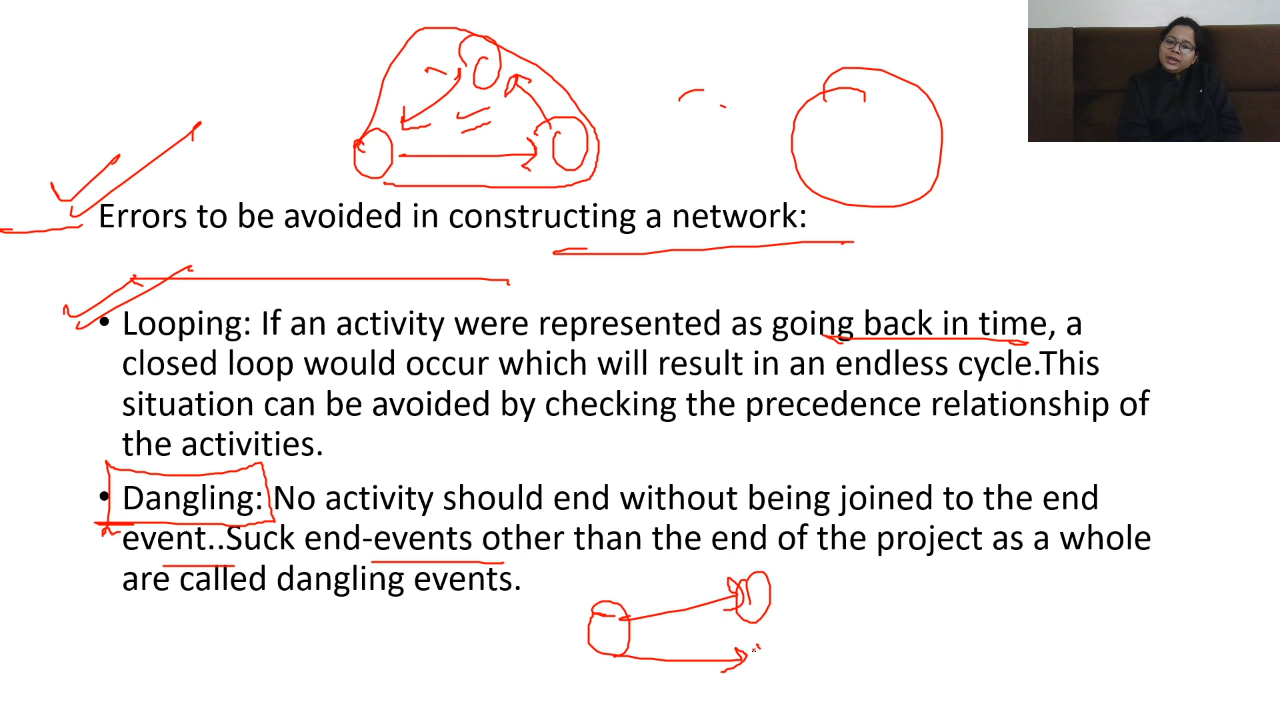 Errors to be avoided in constructing a network:
• Looping: If an activity were represented as going back in time, a
closed loop would occur which will result in an endless cycle.This
situation can be avoided by checking the precedence relationship of
the activities.
• Dangling: No activity should end without being joined to the end
event..Suck end-events other than the end of the project as a whole
are called dangling events.